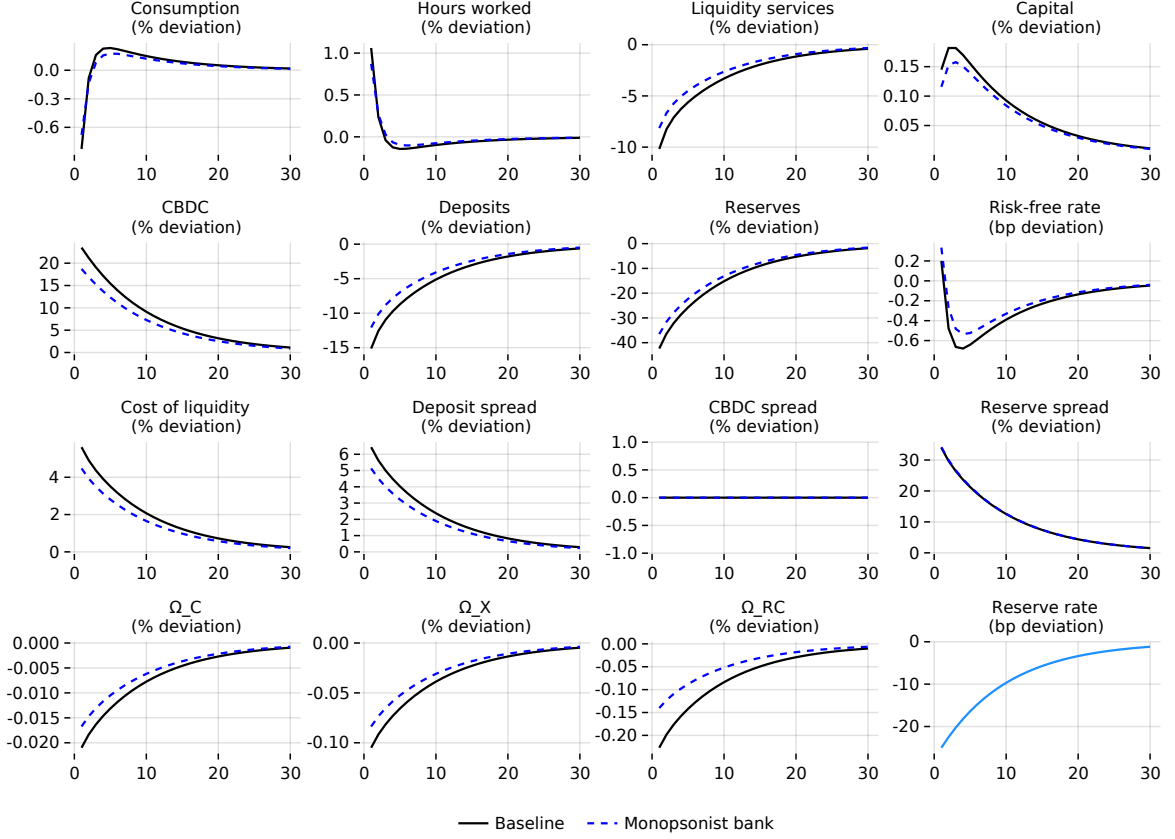 Consumption
(% deviation)
Hours worked
(% deviation)
Liquidity services
(% deviation)
Capital
(% deviation)
0.0
-0.3
-0.6
0 10 20 30
1.0
0.5
0.0
0 10 20 30
0
-5
-10
0 10 20 30
0.15
0.10
0.05
0 10 20 30
CBDC
(% deviation)
Deposits
(% deviation)
Reserves
(% deviation)
Risk-free rate
(bp deviation)
20
15
10
5
0
0 10 20 30
0
-5
-10
-15
0 10 20 30
0
-10
-20
-30
-40
0 10 20 30
0.2
0.0
-0.2
-0.4
-0.6
0 10 20 30
Cost of liquidity
(% deviation)
Deposit spread
(% deviation)
CBDC spread
(% deviation)
Reserve spread
(% deviation)
4
2
0
0 10 20 30
6
5
4
3
2
1
0
0 10 20 30
1.0
0.5
0.0
-0.5
-1.0
0 10 20 30
30
20
10
0
0 10 20 30
Ω_C
(% deviation)
Ω_X
(% deviation)
Ω_RC
(% deviation)
Reserve rate
(bp deviation)
0.000
-0.005
-0.010
-0.015
-0.020
0 10 20 30
0.00
-0.05
-0.10
0 10 20 30
0.00
-0.05
-0.10
-0.15
-0.20
0 10 20 30
0
-10
-20
0 10 20 30
Baseline Monopsonist bank